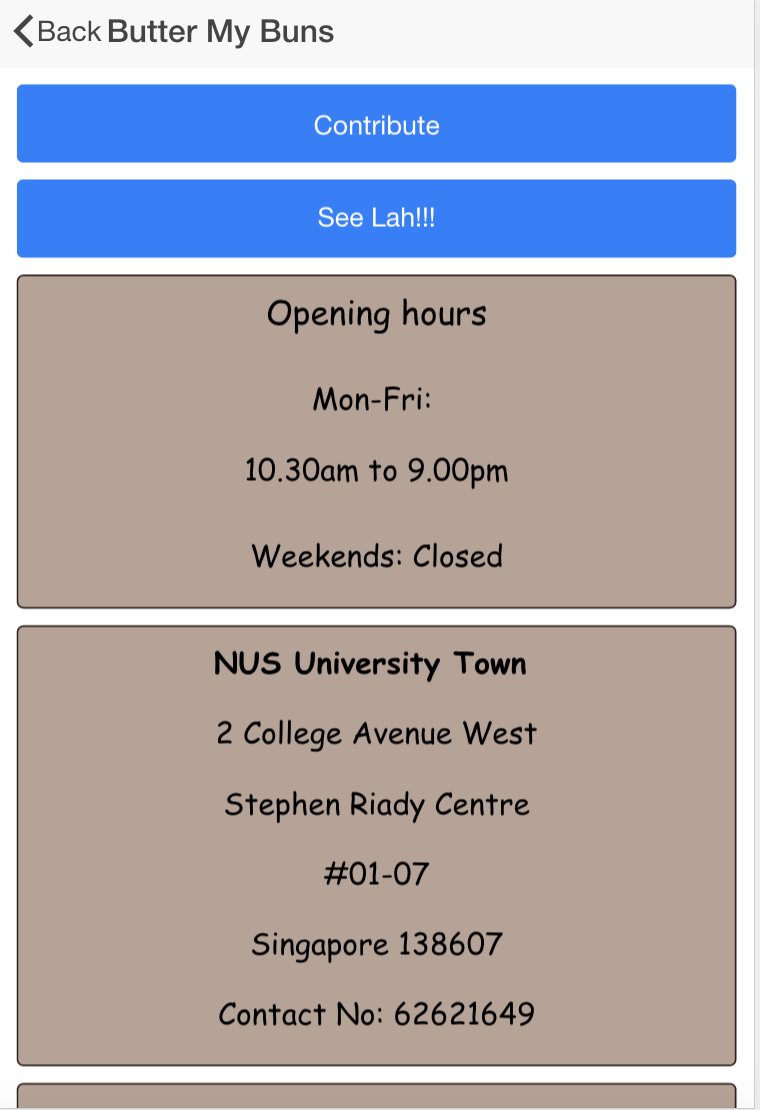 Back Butter My Buns
Contribute
See Lah!!!
Opening hours
Mon-Fri:
10.30am to 9.00pm
Weekends: Closed
NUS University Town
2 College Avenue West
Stephen Riady Centre
#01-07
Singapore 138607
Contact No: 62621649